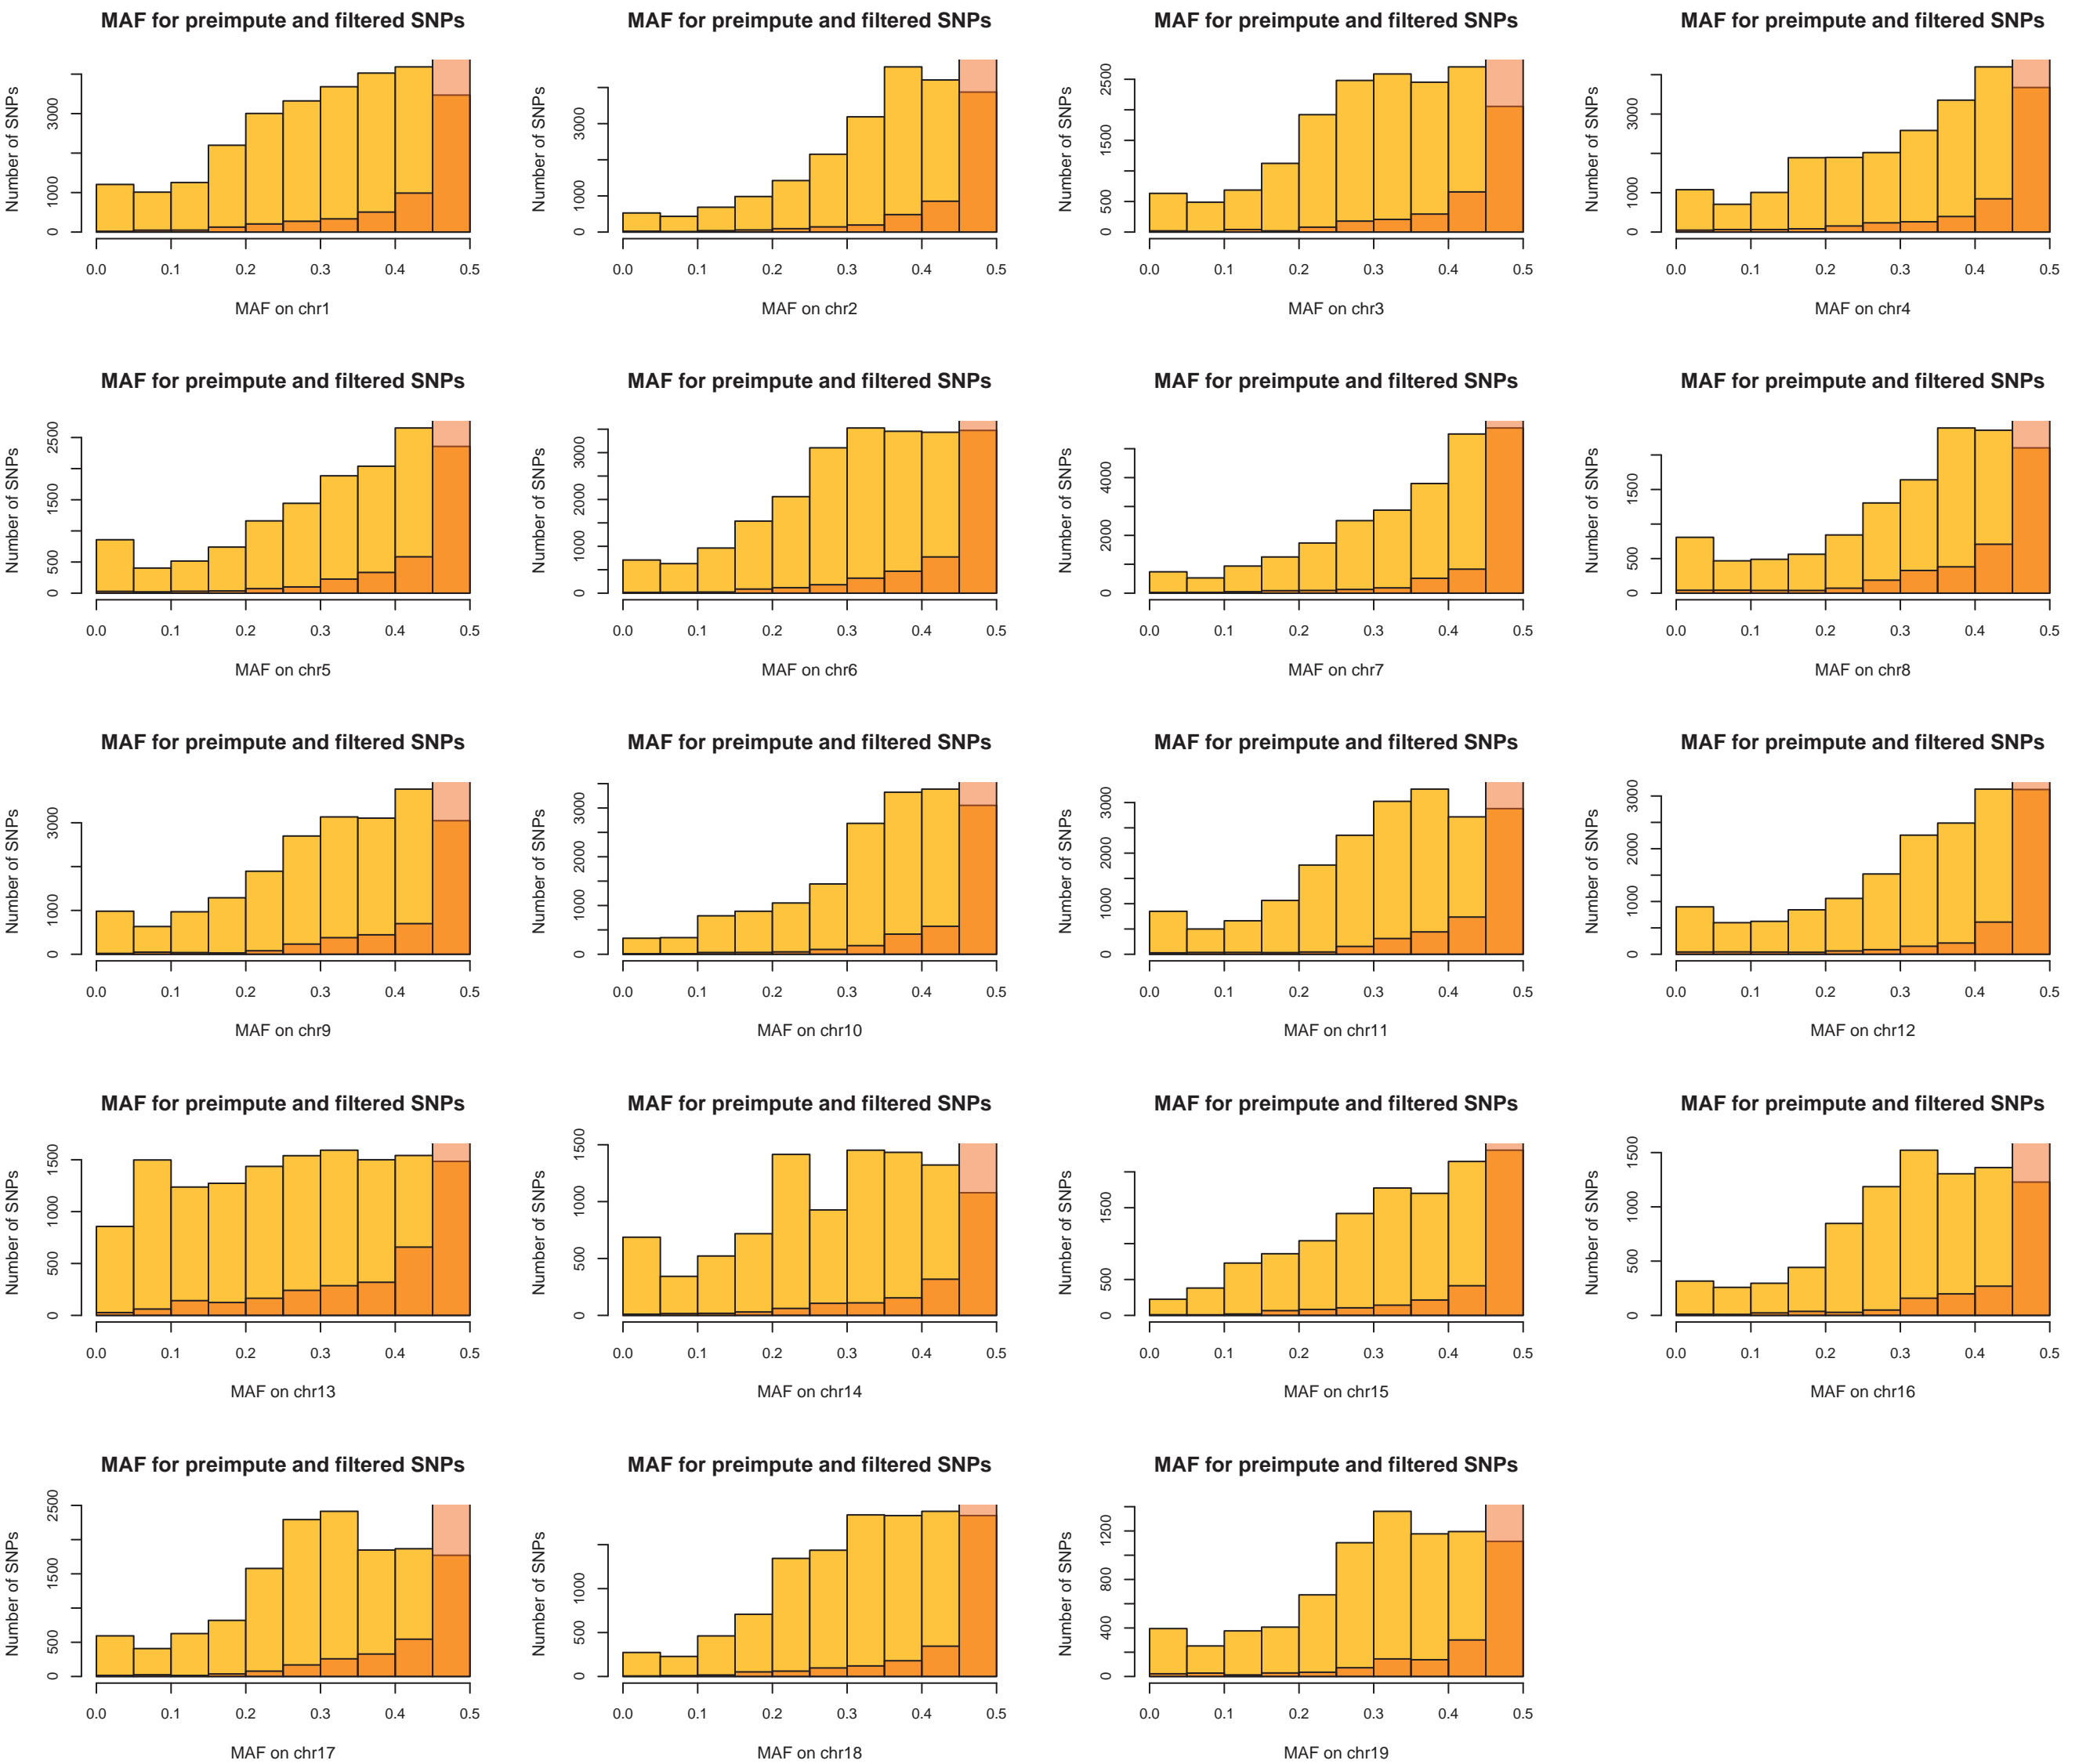 MAF for preimpute and filtered SNPs MAF for preimpute and filtered SNPs MAF for preimpute and filtered SNPs MAF for preimpute and filtered SNPs
Number of SNPs
0 1000 3000
0.0 0.1 0.2 0.3 0.4 0.5
MAF on chr1
Number of SNPs
0 1000 3000
0.0 0.1 0.2 0.3 0.4 0.5
MAF on chr2
Number of SNPs
0 500 1500 2500
0.0 0.1 0.2 0.3 0.4 0.5
MAF on chr3
Number of SNPs
0 1000 3000
0.0 0.1 0.2 0.3 0.4 0.5
MAF on chr4
MAF for preimpute and filtered SNPs MAF for preimpute and filtered SNPs MAF for preimpute and filtered SNPs MAF for preimpute and filtered SNPs
Number of SNPs
0 500 1500 2500
0.0 0.1 0.2 0.3 0.4 0.5
MAF on chr5
Number of SNPs
0 1000 2000 3000
0.0 0.1 0.2 0.3 0.4 0.5
MAF on chr6
Number of SNPs
0 2000 4000
0.0 0.1 0.2 0.3 0.4 0.5
MAF on chr7
Number of SNPs
0 500 1500
0.0 0.1 0.2 0.3 0.4 0.5
MAF on chr8
MAF for preimpute and filtered SNPs MAF for preimpute and filtered SNPs MAF for preimpute and filtered SNPs MAF for preimpute and filtered SNPs
Number of SNPs
0 1000 3000
0.0 0.1 0.2 0.3 0.4 0.5
MAF on chr9
Number of SNPs
0 1000 2000 3000
0.0 0.1 0.2 0.3 0.4 0.5
MAF on chr10
Number of SNPs
0 1000 2000 3000
0.0 0.1 0.2 0.3 0.4 0.5
MAF on chr11
Number of SNPs
0 1000 2000 3000
0.0 0.1 0.2 0.3 0.4 0.5
MAF on chr12
MAF for preimpute and filtered SNPs MAF for preimpute and filtered SNPs MAF for preimpute and filtered SNPs MAF for preimpute and filtered SNPs
Number of SNPs
0 500 1000 1500
0.0 0.1 0.2 0.3 0.4 0.5
MAF on chr13
Number of SNPs
0 500 1000 1500
0.0 0.1 0.2 0.3 0.4 0.5
MAF on chr14
Number of SNPs
0 500 1500
0.0 0.1 0.2 0.3 0.4 0.5
MAF on chr15
Number of SNPs
0 500 1000 1500
0.0 0.1 0.2 0.3 0.4 0.5
MAF on chr16
MAF for preimpute and filtered SNPs MAF for preimpute and filtered SNPs MAF for preimpute and filtered SNPs
Number of SNPs
0 500 1500 2500
0.0 0.1 0.2 0.3 0.4 0.5
MAF on chr17
Number of SNPs
0 500 1000
0.0 0.1 0.2 0.3 0.4 0.5
MAF on chr18
Number of SNPs
0 400 800 1200
0.0 0.1 0.2 0.3 0.4 0.5
MAF on chr19